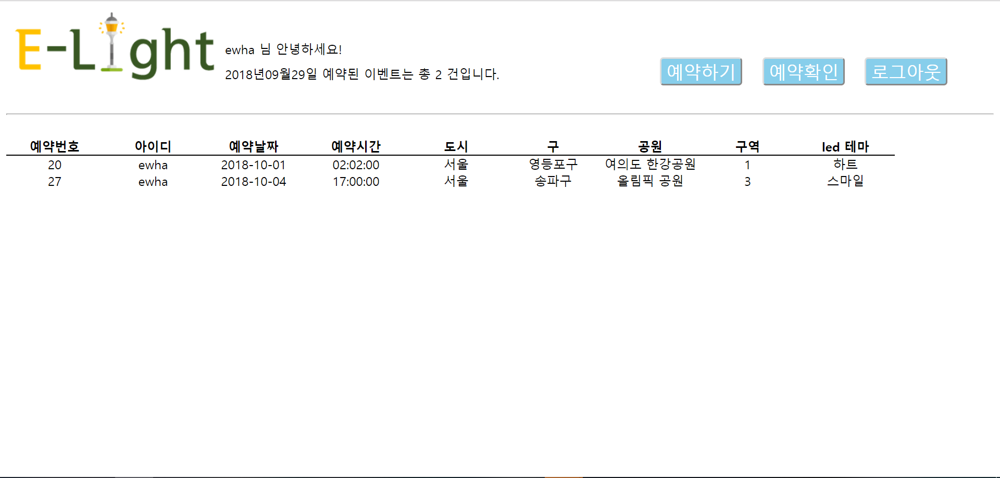 E-Light
ewha 님 안녕하세요!
2018년09월29일 예약된 이벤트는 총 2 건입니다.
예약하기 예약확인 로그아웃
예약번호 아이디 예약날짜 예약시간 도시 구 공원 구역 led 테마
20 ewha 2018-10-01 02:02:00 서울 영등포구 여의도 한강공원 1 하트
27 ewha 2018-10-04 17:00:00 서울 송파구 올림픽 공원 3 스마일